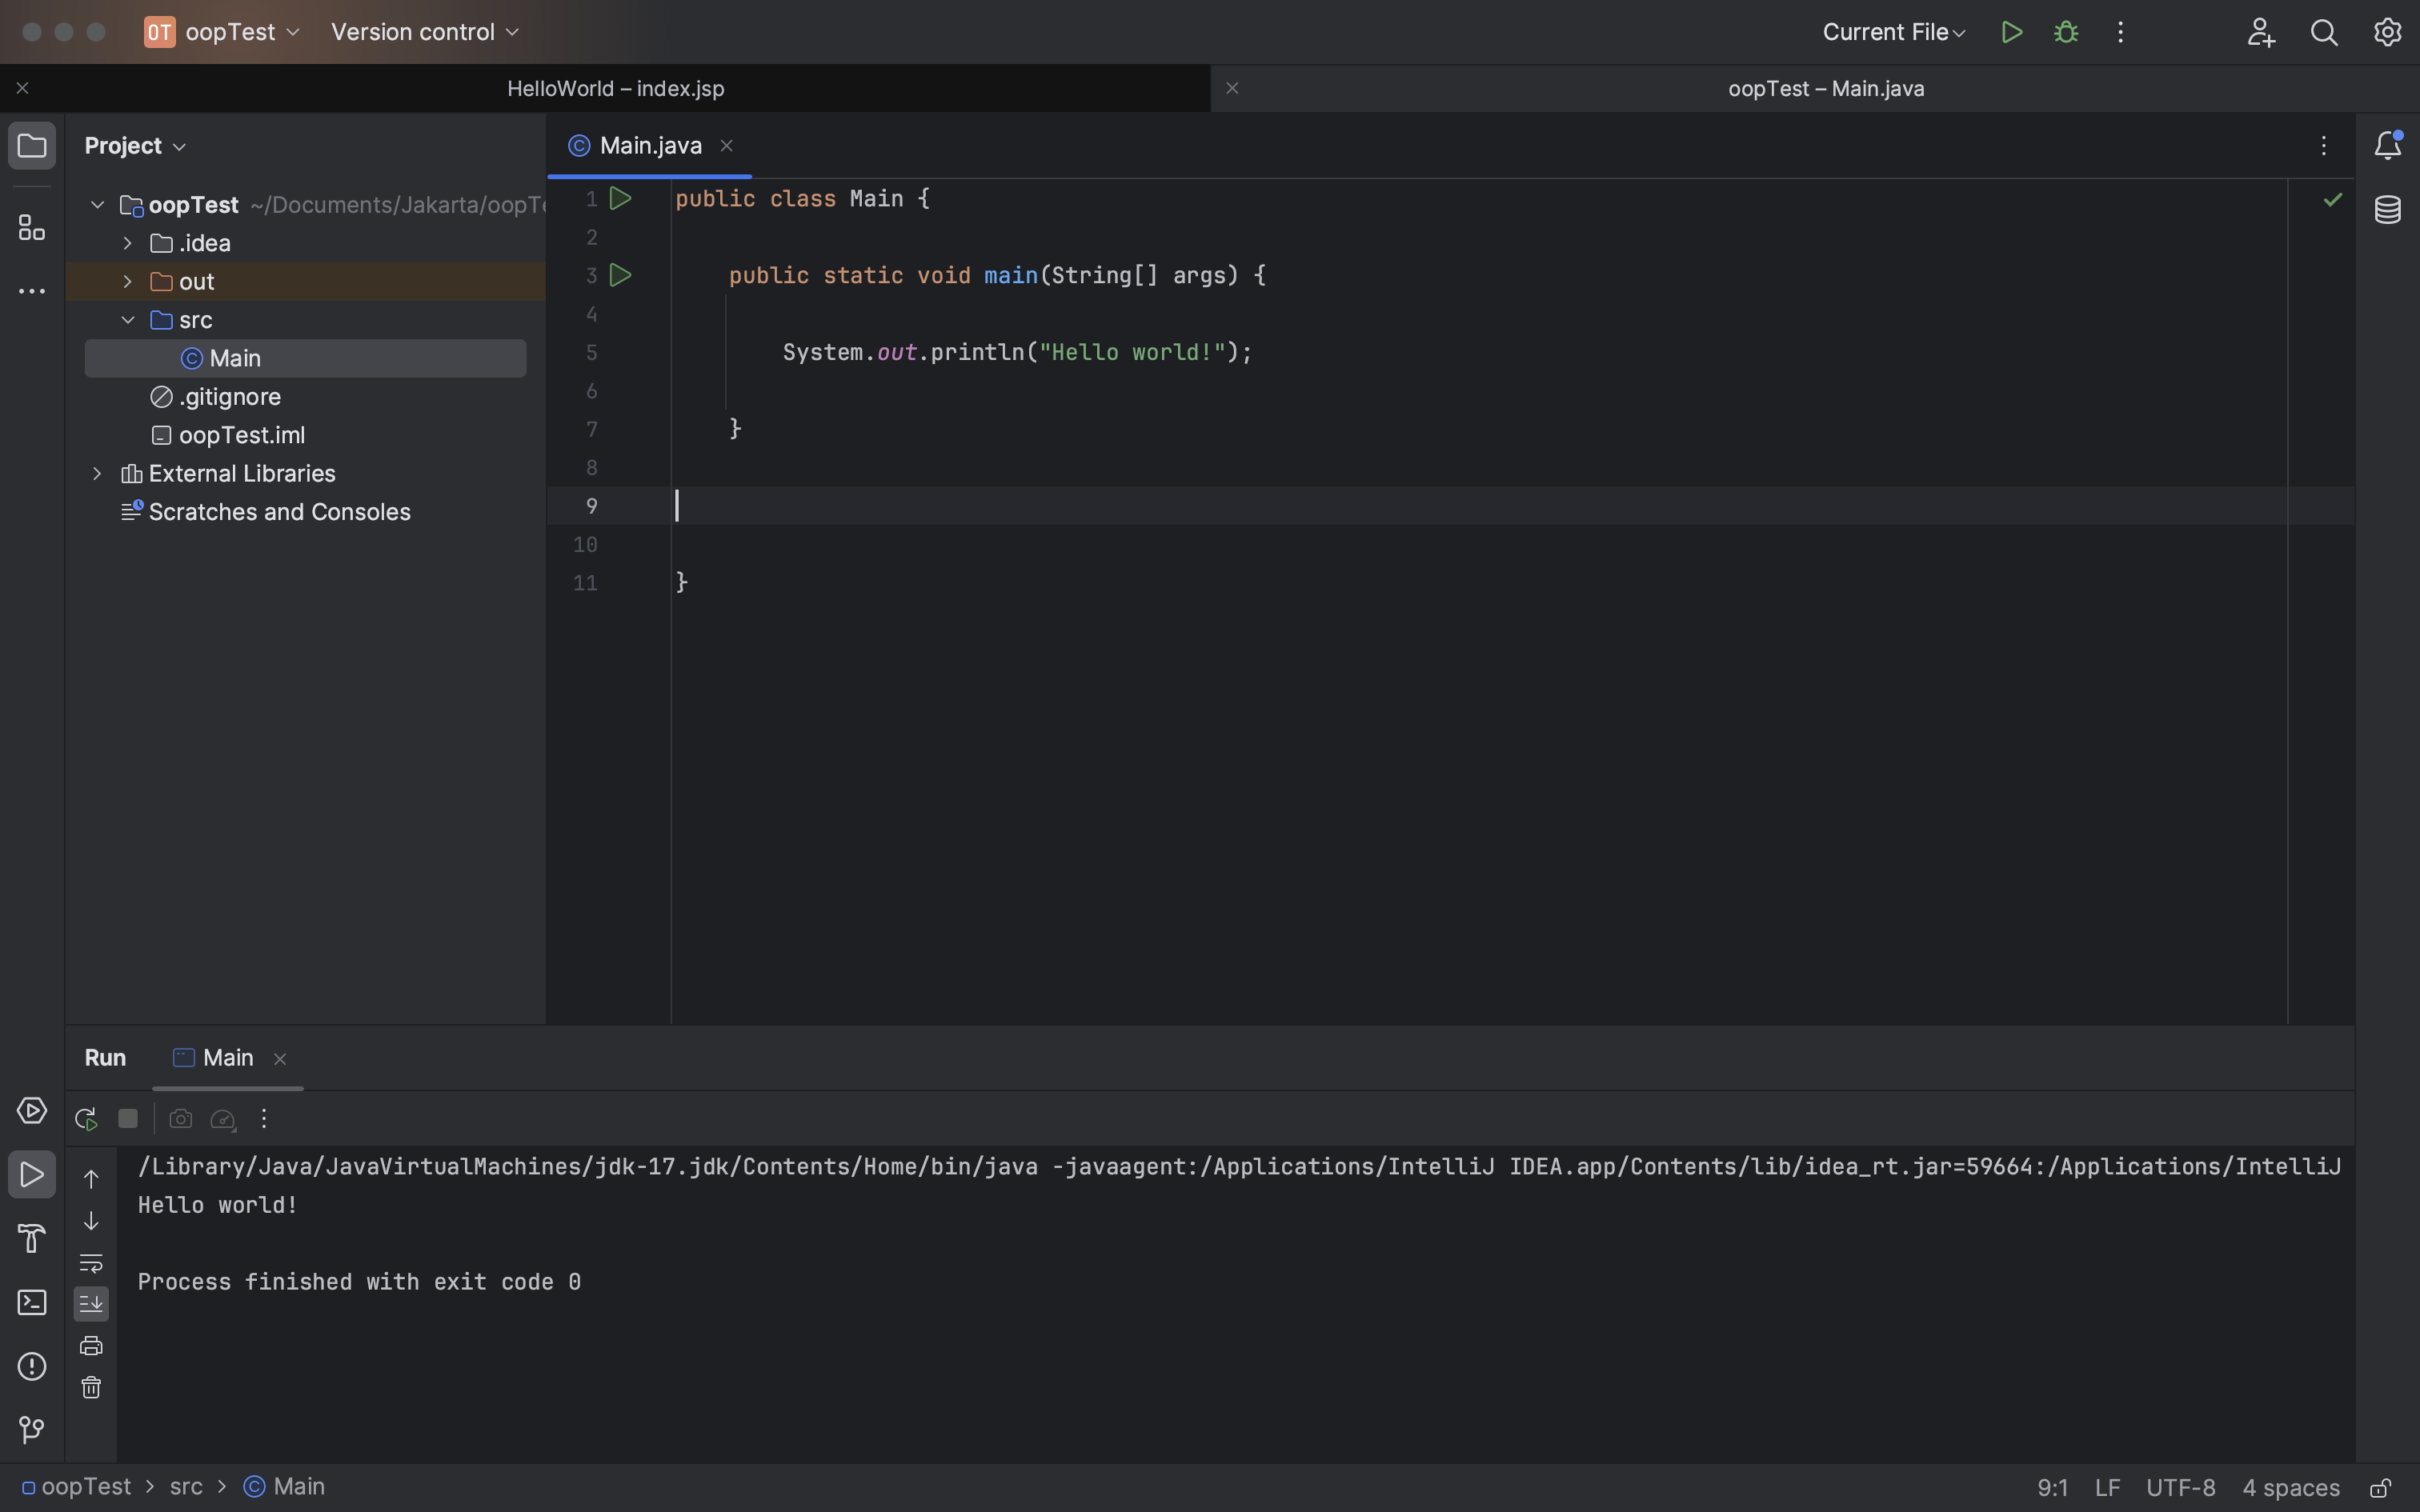 OT oopTest Version control Current File
HelloWorld – index.jsp oopTest – Main.java
Project
oopTest ~/Documents/Jakarta/oopTe
.idea
out
src
Main
.gitignore
oopTest.iml
External Libraries
Scratches and Consoles
Main.java
1 public class Main {
2
3 public static void main(String[] args) {
4
5 System.out.println("Hello world!");
6
7 }
8
9
10
11 }
Run Main
/Library/Java/JavaVirtualMachines/jdk-17.jdk/Contents/Home/bin/java -javaagent:/Applications/IntelliJ IDEA.app/Contents/lib/idea_rt.jar=59664:/Applications/IntelliJ
Hello world!
Process finished with exit code 0
oopTest > src > Main 9:1 LF UTF-8 4 spaces